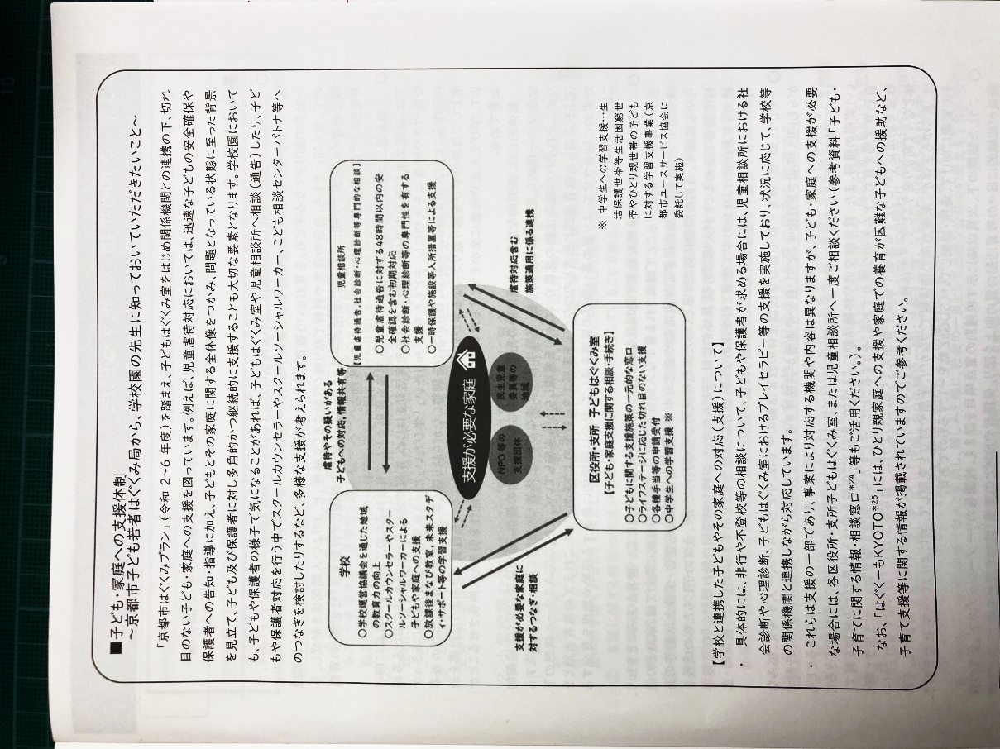 ■子ども・家庭への支援体制
～京都市子ども若者はぐくみ局から、学校園の先生に知っておいていただきたいこと～
「京都市はぐくみプラン」（令和２～６年度）を踏まえ、子どもはぐくみ室をはじめ関係機関との連携の下、切れ
目のない子ども・家庭への支援を図っています。例えば、児童虐待対応においては、迅速な子どもの安全確保や
保護者への告知・指導に加え、子どもとその家庭に関する全体像をつかみ、問題となっている状態に至った背景
を見立て、子ども及び保護者に対し多角的かつ継続的に支援することも大切な要素となります。学校園において
も、子どもや保護者の様子で気になることがあれば、子どもはぐくみ室や児童相談所へ相談（通告）したり、子ど
もや保護者対応を行う中でスクールカウンセラーやスクールソーシャルワーカー、こども相談センターパトナ等へ
のつなぎを検討したりするなど、多様な支援が考えられます。
学校
○学校運営協議会を通じた地域
の教育力の向上
○スクールカウンセラーやスクー
ルソーシャルワーカーによる
子どもや家庭への支援
○放課後まなび教室，未来スタデ
ィ・サポート等の学習支援
虐待やその疑いがある
子どもへの対応，情報共有等
児童相談所
【児童虐待通告，社会診断・心理診断等専門的な相談】
○児童虐待通告に対する48時間以内の安
全確認を含む初期対応
○社会診断・心理診断等の専門性を有する
支援
○一時保護や施設等入所措置等による支援
支援が必要な家庭
NPO等の
支援団体
民生児童
委員等の
地域
支援が必要な家庭に
対するつなぎ・相談
虐待対応含む
施策適用に係る連携
区役所・支所 子どもはぐくみ室
【子ども・家庭支援に関する相談・手続き】
○子どもに関する支援施策の一元的な窓口
○ライフステージに応じた切れ目のない支援
○各種手当等の申請受付
○中学生への学習支援 ※
※ 中学生への学習支援…生
活保護世帯等生活困窮世
帯やひとり親世帯の子ども
に対する学習支援事業（京
都市ユースサービス協会に
委託して実施）
【学校と連携した子どもやその家庭への対応（支援）について】
・ 具体的には、非行や不登校等の相談について、子どもや保護者が求める場合には、児童相談所における社
会診断や心理診断、子どもはぐくみ室におけるプレイセラピー等の支援を実施しており、状況に応じて、学校等
の関係機関と連携しながら対応しています。
・ これらは支援の一部であり、事案により対応する機関や内容は異なりますが、子ども・家庭への支援が必要
な場合には、各区役所・支所子どもはぐくみ室、または児童相談所へ一度ご相談ください（参考資料「子ども・
子育てに関する情報・相談窓口＊24」等もご活用ください。）。
なお、「はぐくーもKYOTO＊25」には、ひとり親家庭への支援や家庭での養育が困難な子どもへの援助など、
子育て支援等に関する情報が掲載されていますのでご参考ください。